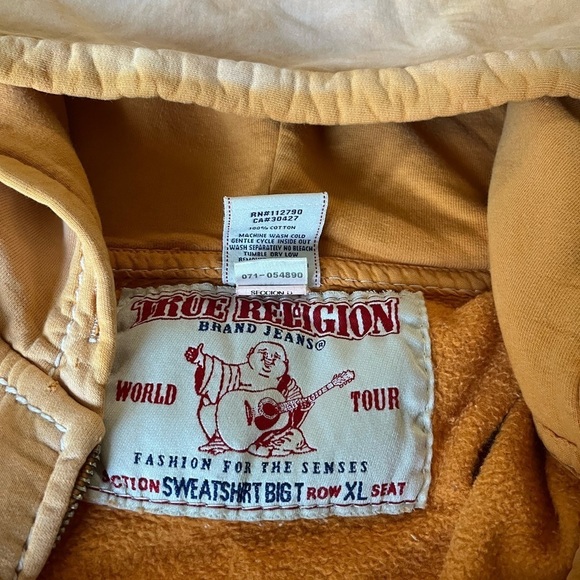 RN#112790
CA#30427
100% COTTON
MACHINE WASH COLD
GENTLE CYCLE INSIDE OUT
WASH SEPARATELY NO BLEACH
TUMBLE DRY LOW
071-054890
SECCION
TRUE RELIGION
BRAND JEANS®
WORLD TOUR
FASHION FOR THE SENSES
SWEATSHIRT BIG T ROW XL SEAT